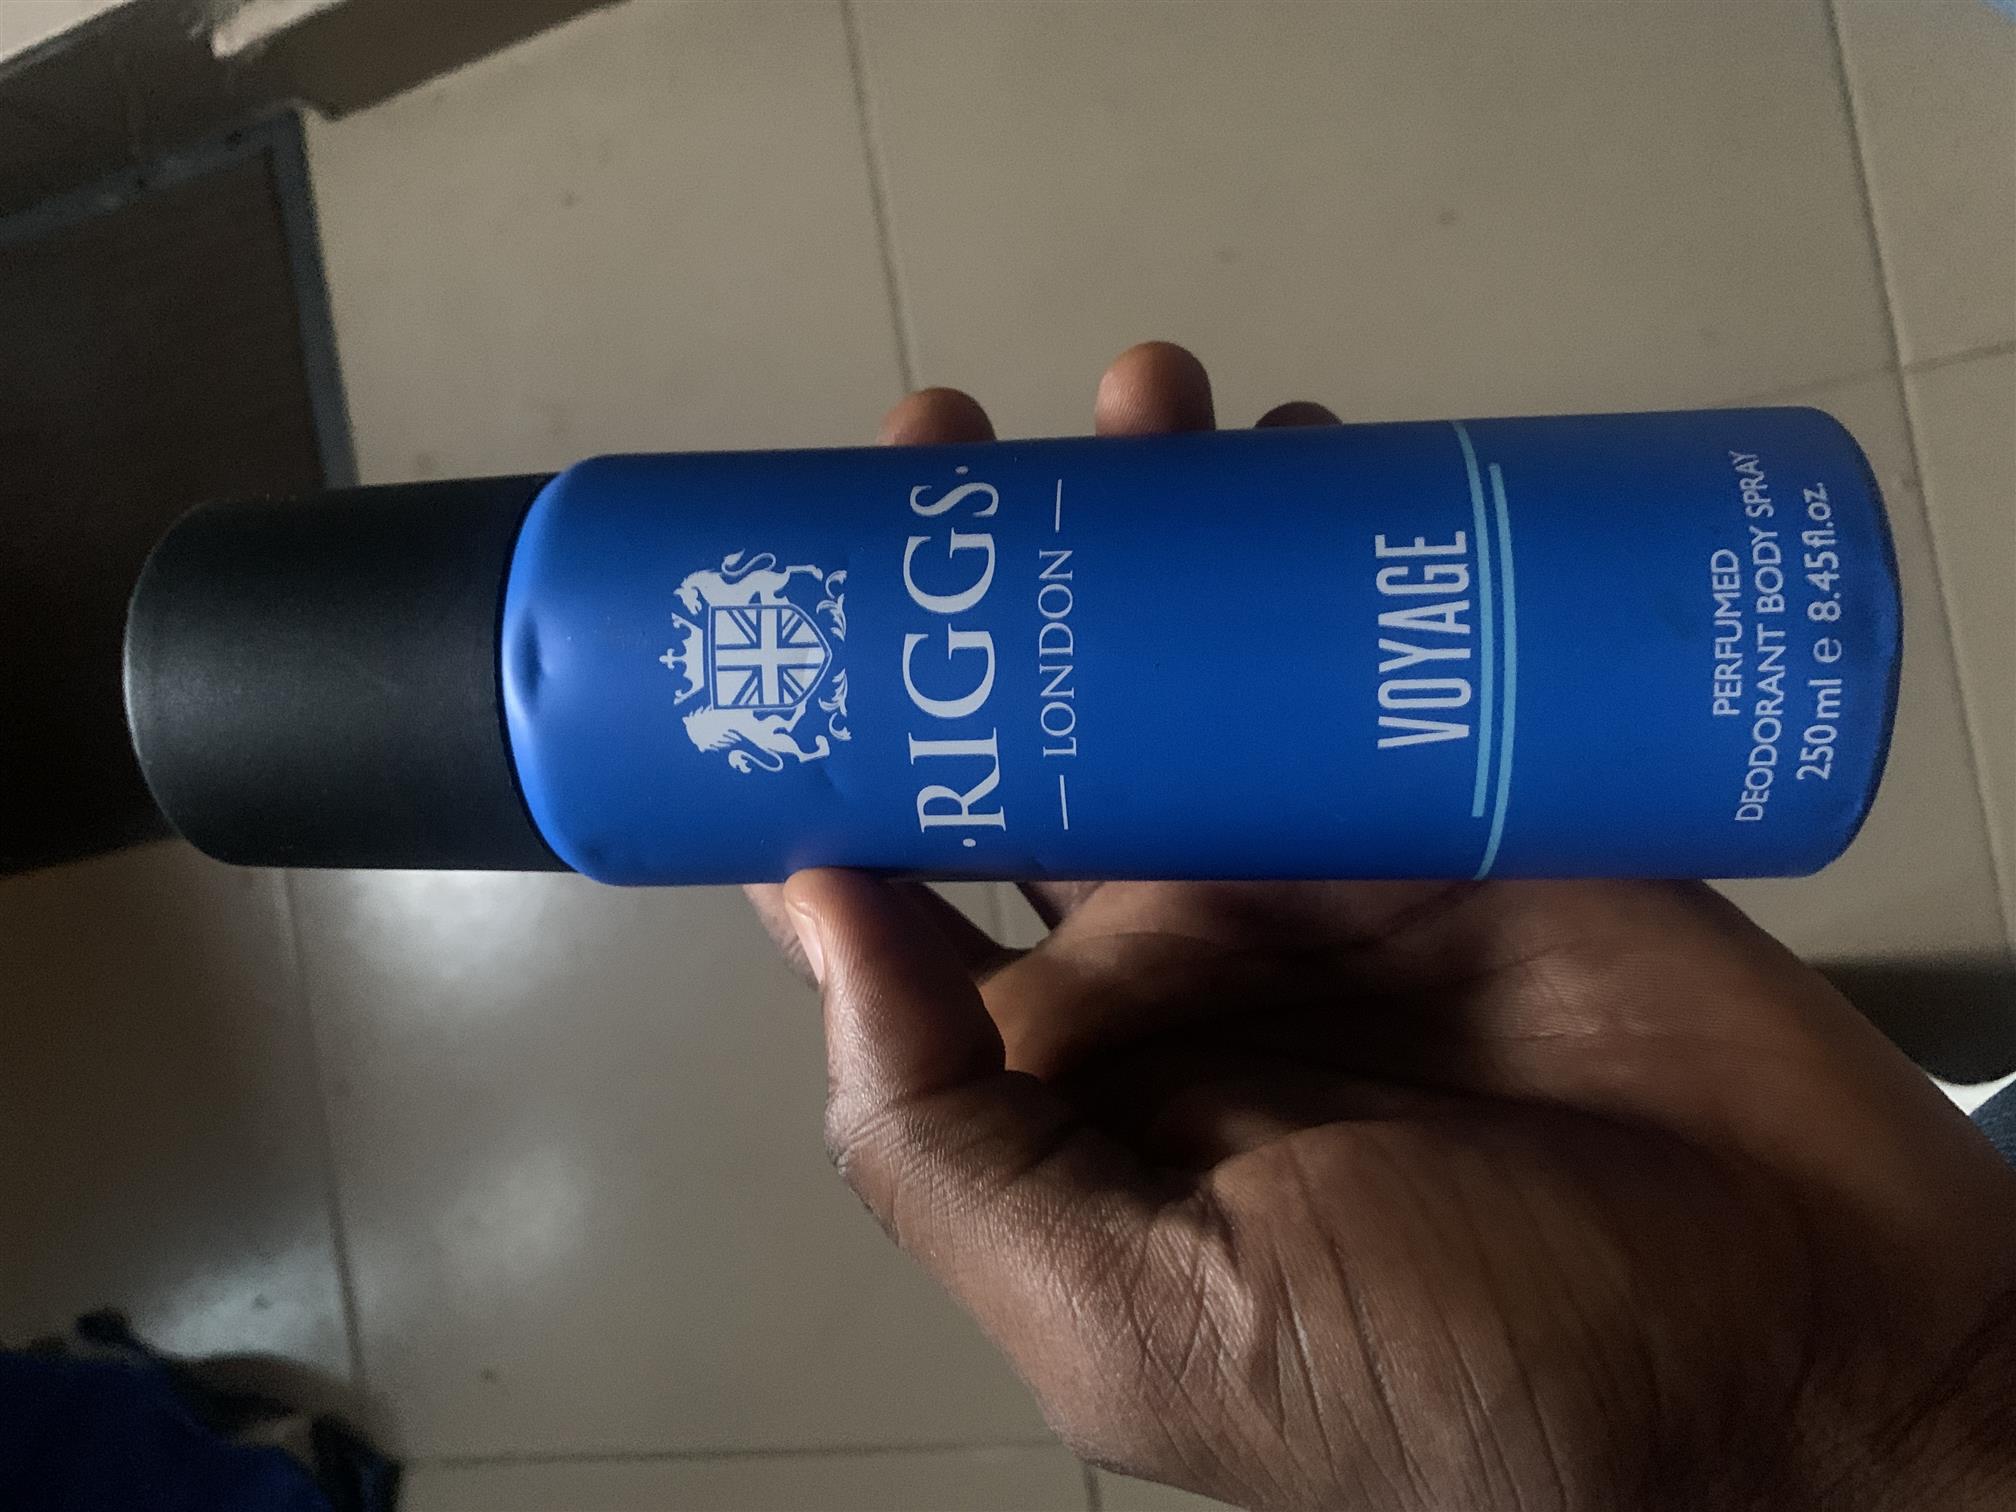 ·RIGGS·
— LONDON —
VOYAGE
PERFUMED
DEODORANT BODY SPRAY
250ml e 8.45fl.oz.